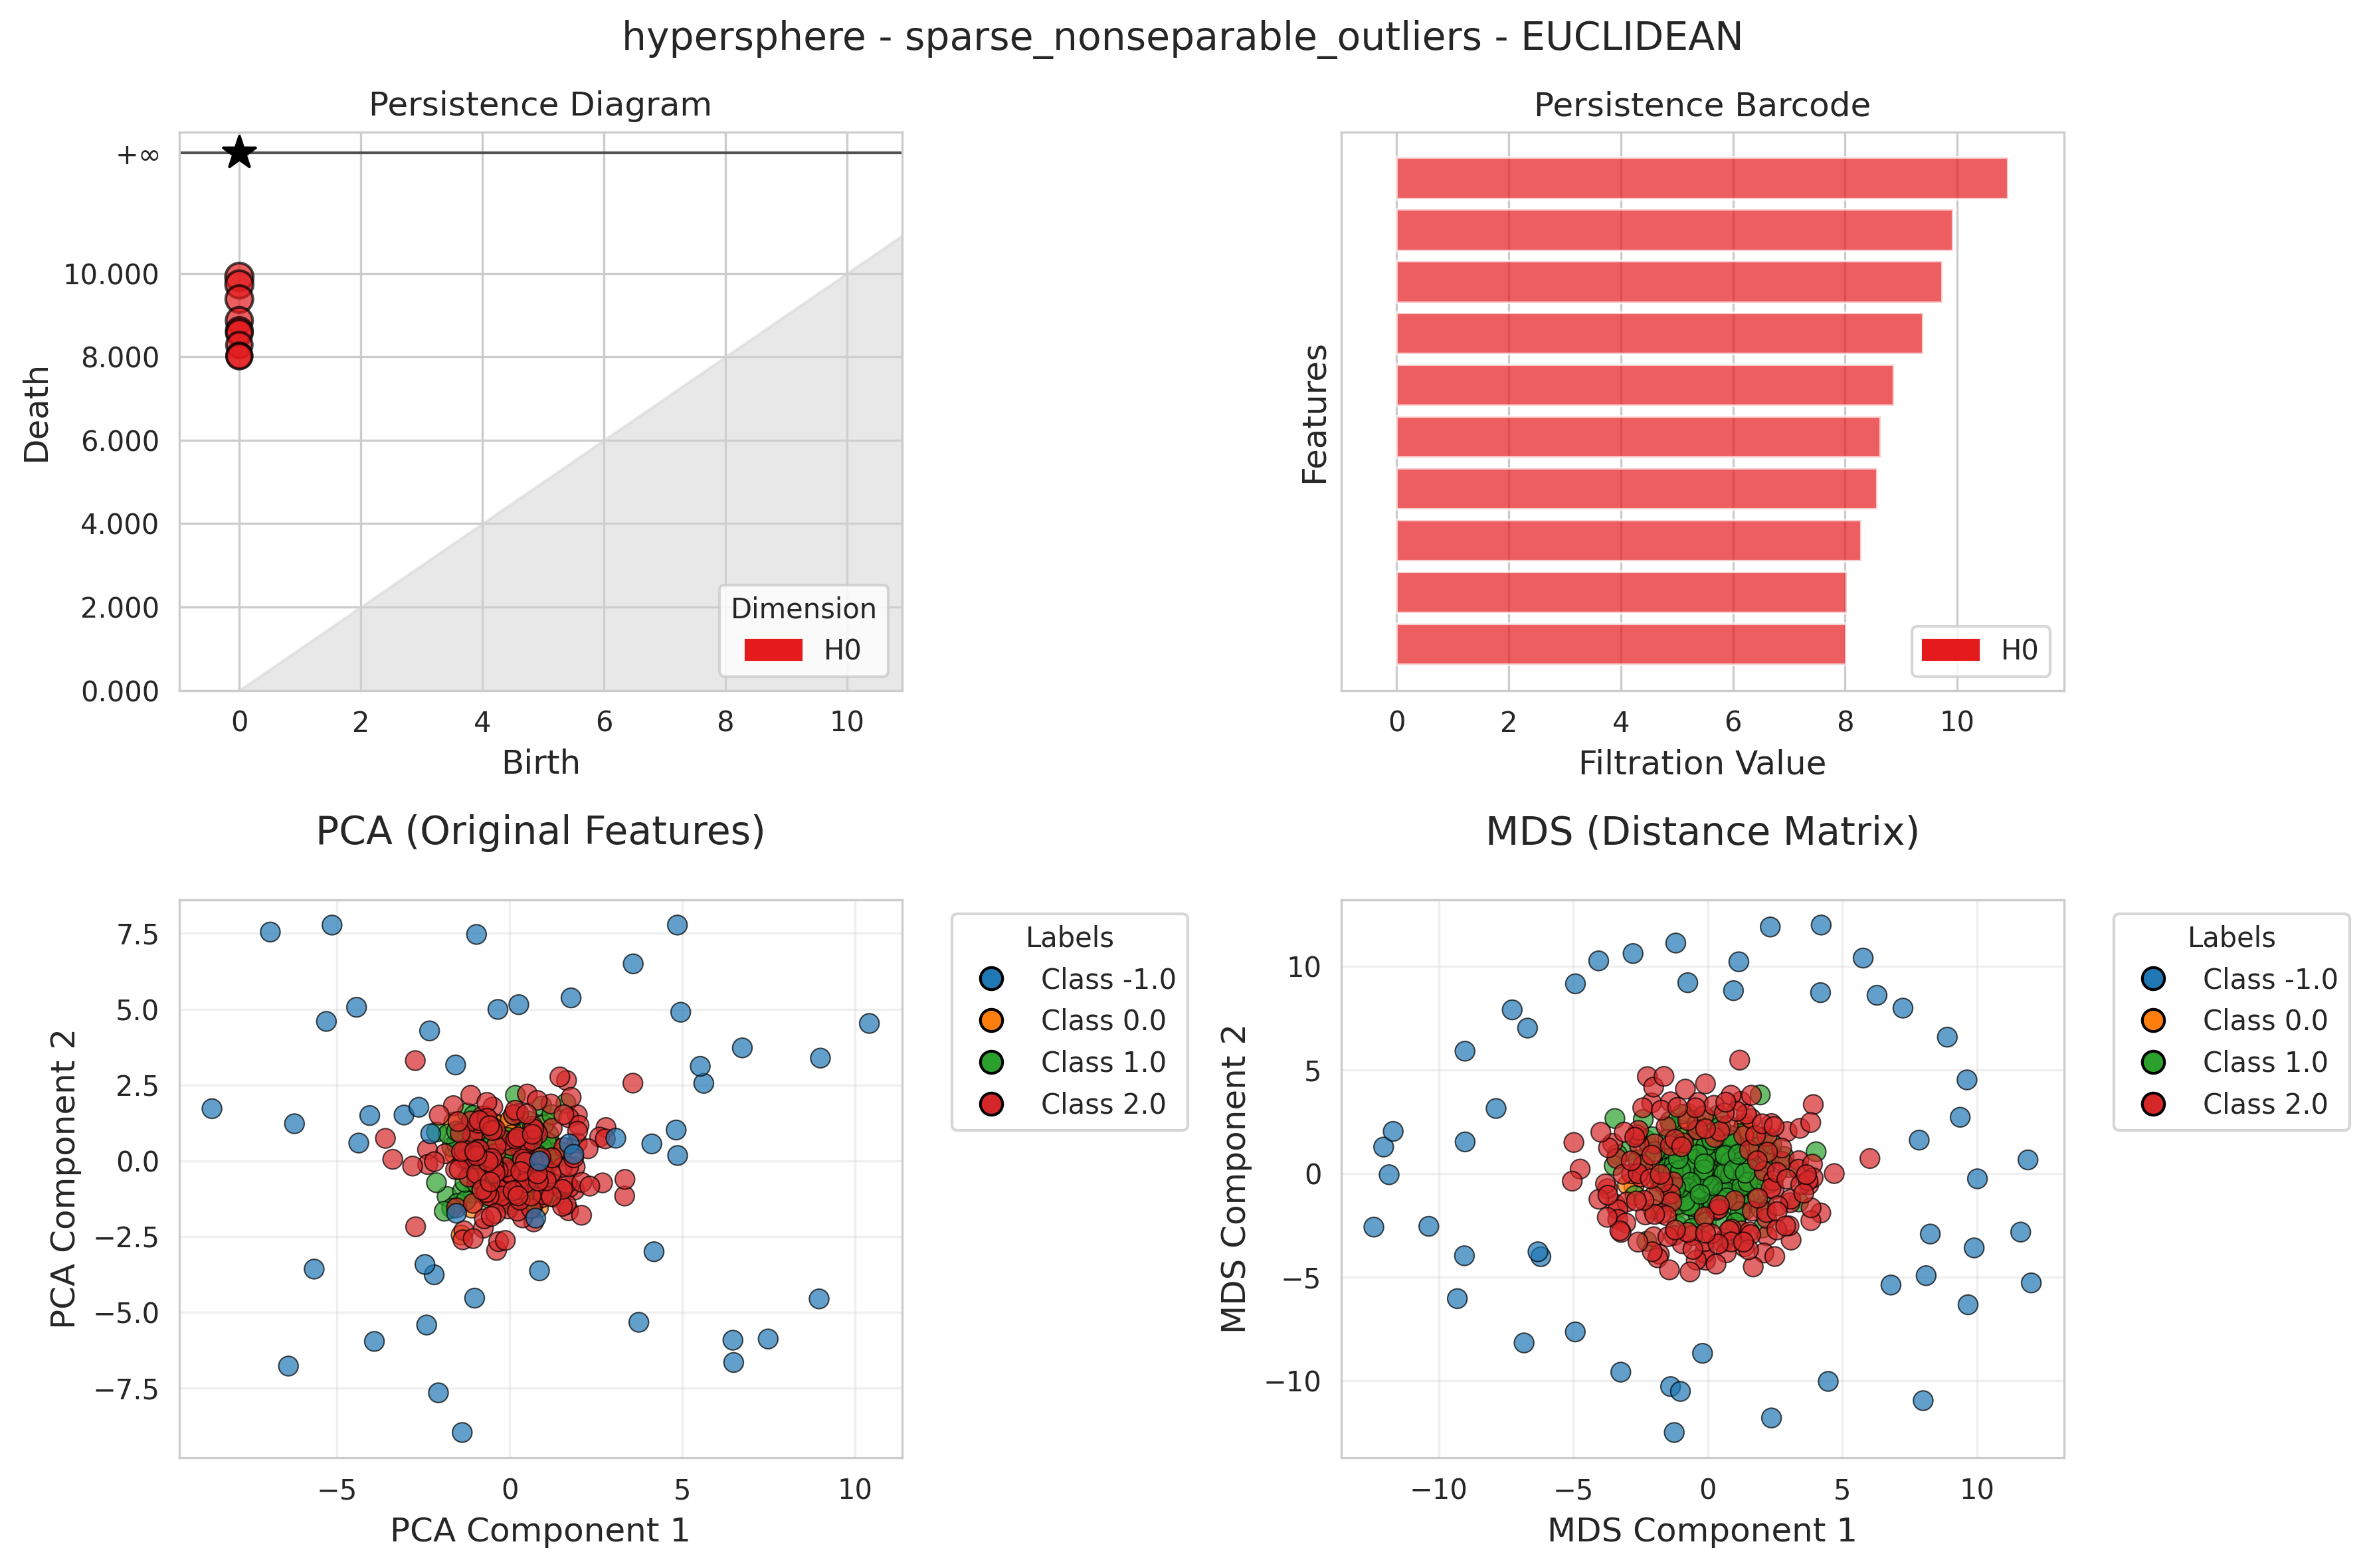 hypersphere - sparse_nonseparable_outliers - EUCLIDEAN
Persistence Diagram
+∞
10.000
8.000
6.000
4.000
2.000
0.000
Death
Dimension
H0
0 2 4 6 8 10
Birth
Persistence Barcode
Features
H0
0 2 4 6 8 10
Filtration Value
PCA (Original Features)
7.5
5.0
2.5
0.0
−2.5
−5.0
−7.5
PCA Component 2
−5 0 5 10
PCA Component 1
Labels
Class -1.0
Class 0.0
Class 1.0
Class 2.0
MDS (Distance Matrix)
10
5
0
−5
−10
MDS Component 2
−10 −5 0 5 10
MDS Component 1
Labels
Class -1.0
Class 0.0
Class 1.0
Class 2.0